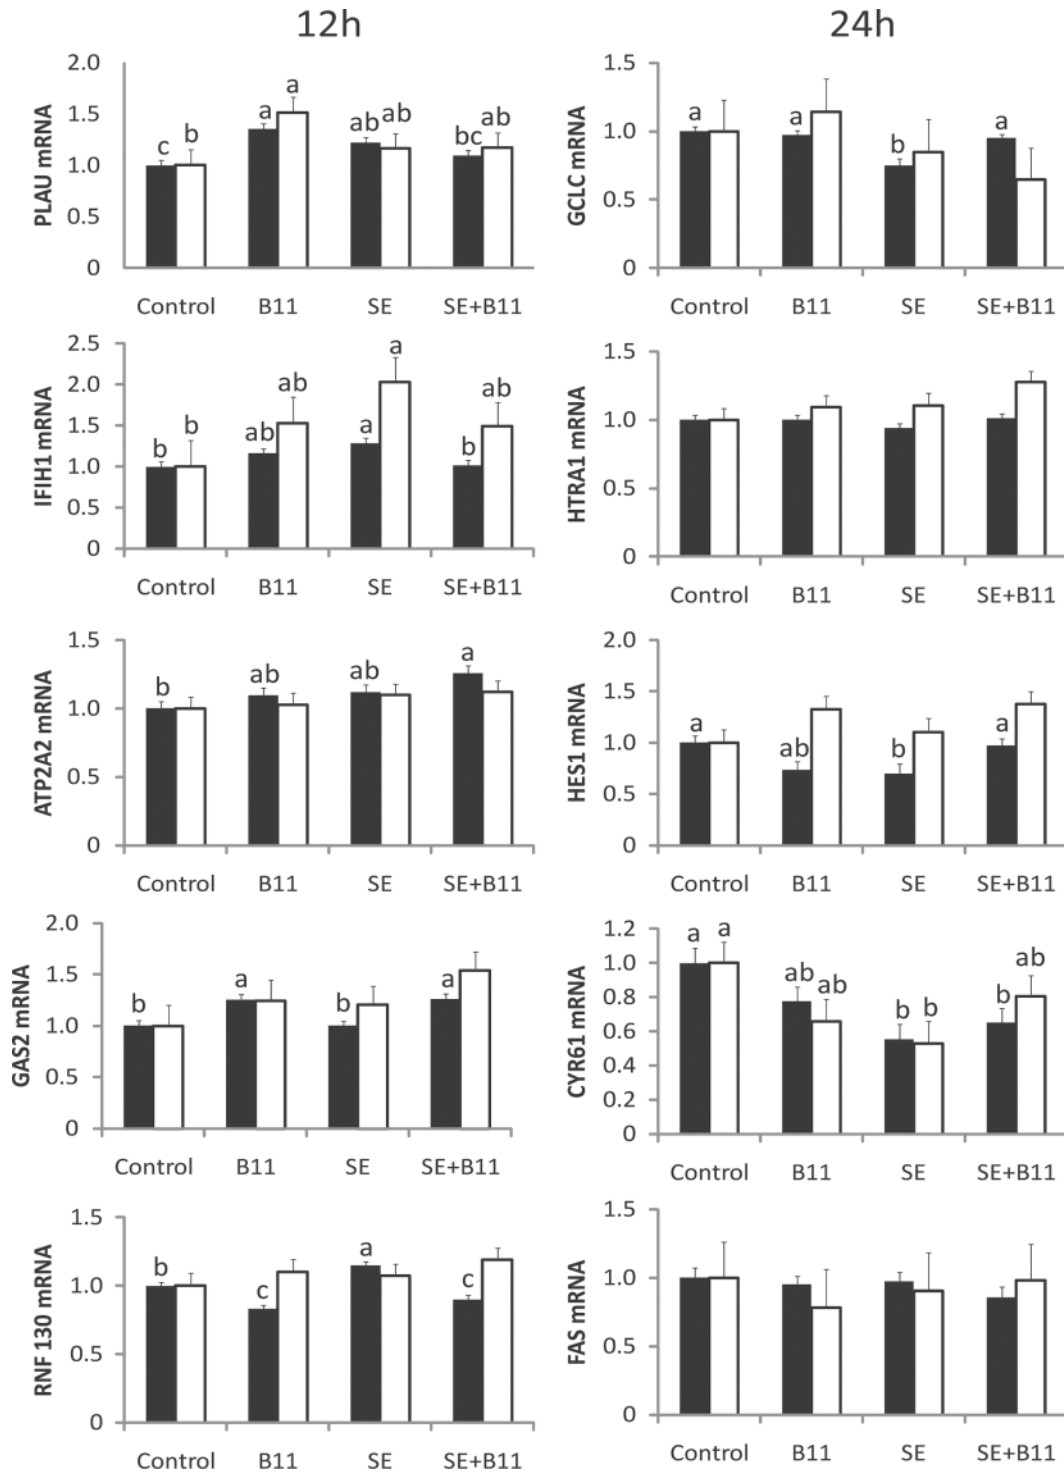 12h
24h
PLAU mRNA
2.0
1.5
1.0
0.5
0
c b a a ab ab bc ab
Control B11 SE SE+B11
GCLC mRNA
1.5
1.0
0.5
0
a a b a
Control B11 SE SE+B11
IFIH1 mRNA
2.5
2.0
1.5
1.0
0.5
0
b b ab ab a a b ab
Control B11 SE SE+B11
HTRA1 mRNA
1.5
1.0
0.5
0
Control B11 SE SE+B11
ATP2A2 mRNA
1.5
1.0
0.5
0
b ab ab a
Control B11 SE SE+B11
HES1 mRNA
2.0
1.5
1.0
0.5
0
a ab b a
Control B11 SE SE+B11
GAS2 mRNA
2.0
1.5
1.0
0.5
0
b a b a
Control B11 SE SE+B11
CYR61 mRNA
1.2
1.0
0.8
0.6
0.4
0.2
0
a a ab ab b b b ab
Control B11 SE SE+B11
RNF 130 mRNA
1.5
1.0
0.5
0
b c a c
Control B11 SE SE+B11
FAS mRNA
1.5
1.0
0.5
0
Control B11 SE SE+B11